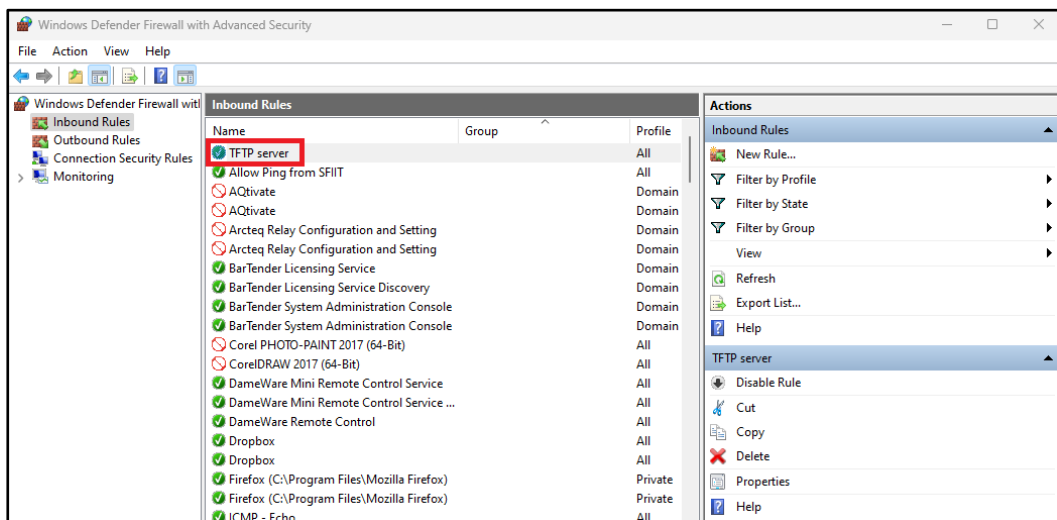 Windows Defender Firewall with Advanced Security
File Action View Help
Windows Defender Firewall with
Inbound Rules
Outbound Rules
Connection Security Rules
Monitoring
Inbound Rules
Name Group Profile
TFTP server All
Allow Ping from SFIIT All
AQtivate Domain
AQtivate Domain
Arcteq Relay Configuration and Setting Domain
Arcteq Relay Configuration and Setting Domain
BarTender Licensing Service Domain
BarTender Licensing Service Discovery Domain
BarTender System Administration Console Domain
BarTender System Administration Console Domain
Corel PHOTO-PAINT 2017 (64-Bit) All
CorelDRAW 2017 (64-Bit) All
DameWare Mini Remote Control Service All
DameWare Mini Remote Control Service ... All
DameWare Remote Control All
Dropbox All
Dropbox All
Firefox (C:\Program Files\Mozilla Firefox) Private
Firefox (C:\Program Files\Mozilla Firefox) Private
ICMP - Echo All
Actions
Inbound Rules
New Rule...
Filter by Profile
Filter by State
Filter by Group
View
Refresh
Export List...
Help
TFTP server
Disable Rule
Cut
Copy
Delete
Properties
Help